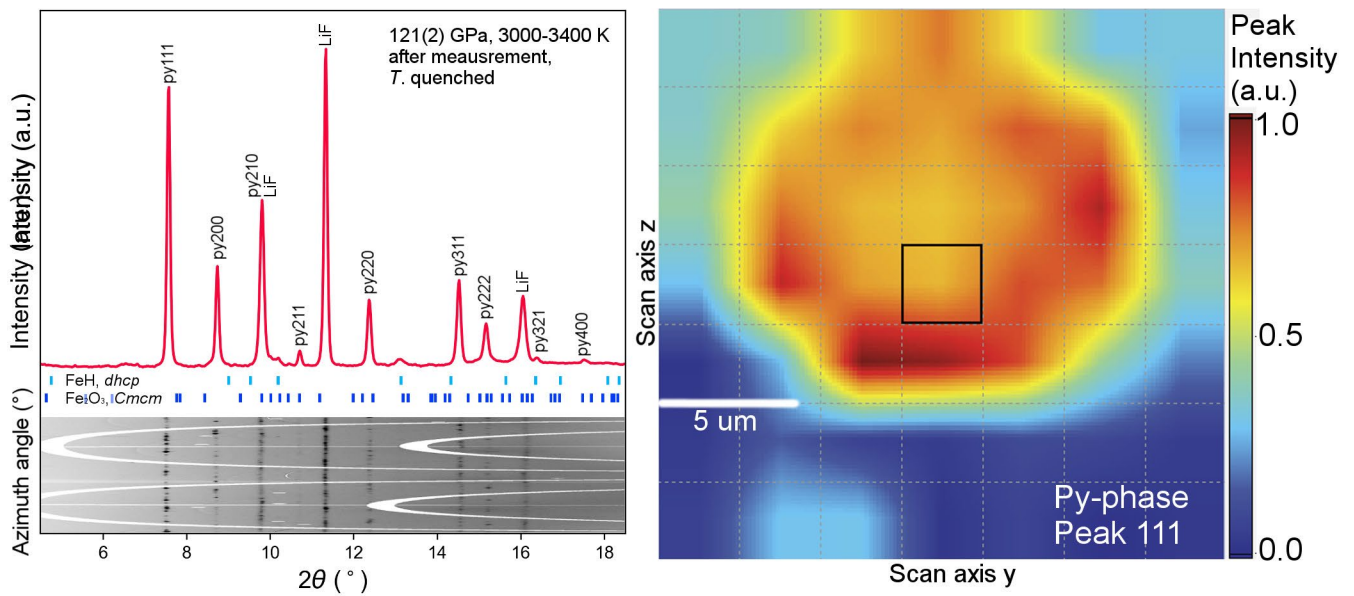 121(2) GPa, 3000-3400 K
after meausrement,
T. quenched
py111
py200
py210
LiF
py211
LiF
py220
py311
py222
LiF
py321
py400
Intensity (a.u.)
FeH, dhcp
Cmcm
Azimuth angle (°)
6 8 10 12 14 16 18
2θ (°)
Peak
Intensity
(a.u.)
1.0
0.5
0.0
Scan axis z
5 um
Py-phase
Peak 111
Scan axis y